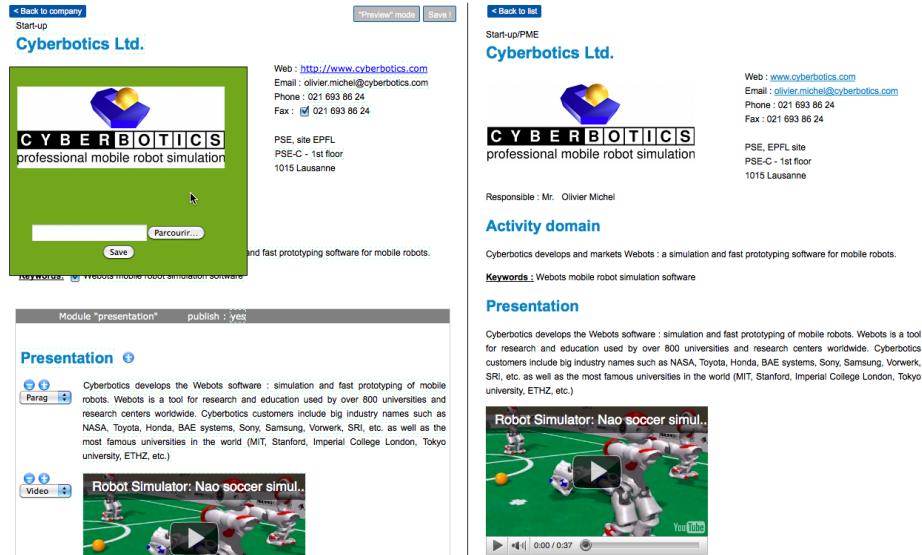 < Back to company
"Preview" mode
Save !
Start-up
Cyberbotics Ltd.
CYBERBOTICS
professional mobile robot simulation
Parcourir...
Save
Web : http://www.cyberbotics.com
Email : olivier.michel@cyberbotics.com
Phone : 021 693 86 24
Fax : 021 693 86 24
PSE, site EPFL
PSE-C - 1st floor
1015 Lausanne
and fast prototyping software for mobile robots.
Keywords: Webots mobile robot simulation software
Module "presentation" publish : yes
Presentation
Parag
Cyberbotics develops the Webots software : simulation and fast prototyping of mobile
robots. Webots is a tool for research and education used by over 800 universities and
research centers worldwide. Cyberbotics customers include big industry names such as
NASA, Toyota, Honda, BAE systems, Sony, Samsung, Vorwerk, SRI, etc. as well as the
most famous universities in the world (MIT, Stanford, Imperial College London, Tokyo
university, ETHZ, etc.)
Video
Robot Simulator: Nao soccer simul..
< Back to list
Start-up/PME
Cyberbotics Ltd.
CYBERBOTICS
professional mobile robot simulation
Web : www.cyberbotics.com
Email : olivier.michel@cyberbotics.com
Phone : 021 693 86 24
Fax : 021 693 86 24
PSE, EPFL site
PSE-C - 1st floor
1015 Lausanne
Responsible : Mr. Olivier Michel
Activity domain
Cyberbotics develops and markets Webots : a simulation and fast prototyping software for mobile robots.
Keywords : Webots mobile robot simulation software
Presentation
Cyberbotics develops the Webots software : simulation and fast prototyping of mobile robots. Webots is a tool
for research and education used by over 800 universities and research centers worldwide. Cyberbotics
customers include big industry names such as NASA, Toyota, Honda, BAE systems, Sony, Samsung, Vorwerk,
SRI, etc. as well as the most famous universities in the world (MIT, Stanford, Imperial College London, Tokyo
university, ETHZ, etc.)
Robot Simulator: Nao soccer simul..
YouTube
0:00 / 0:37